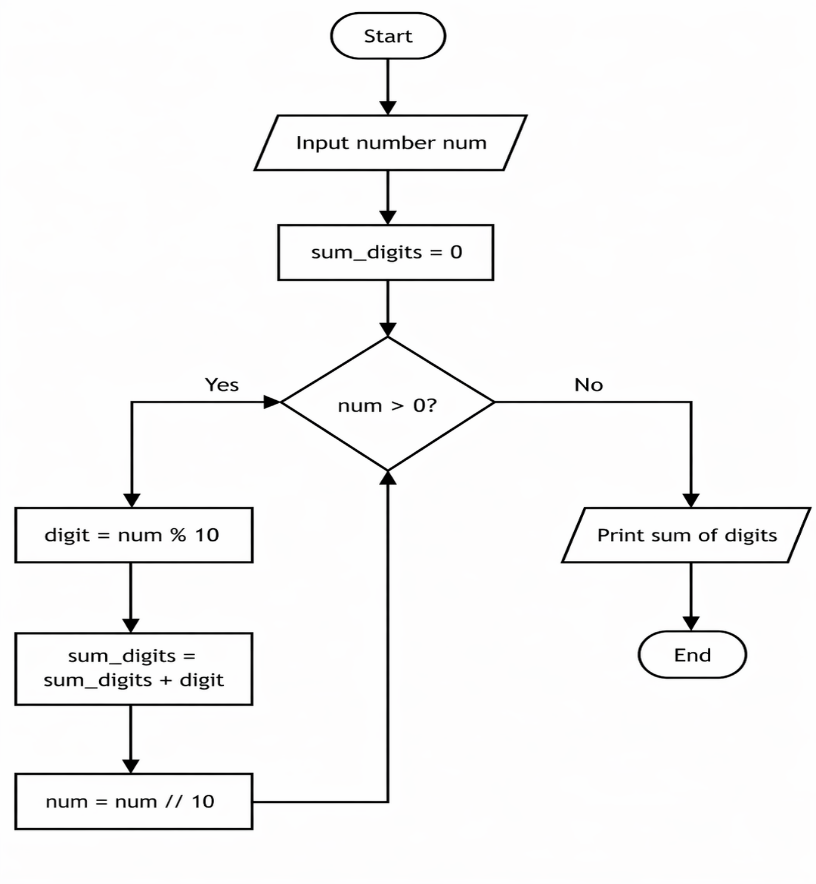 Start
Input number num
sum_digits = 0
num > 0?
Yes
No
digit = num % 10
sum_digits =
sum_digits + digit
num = num // 10
Print sum of digits
End